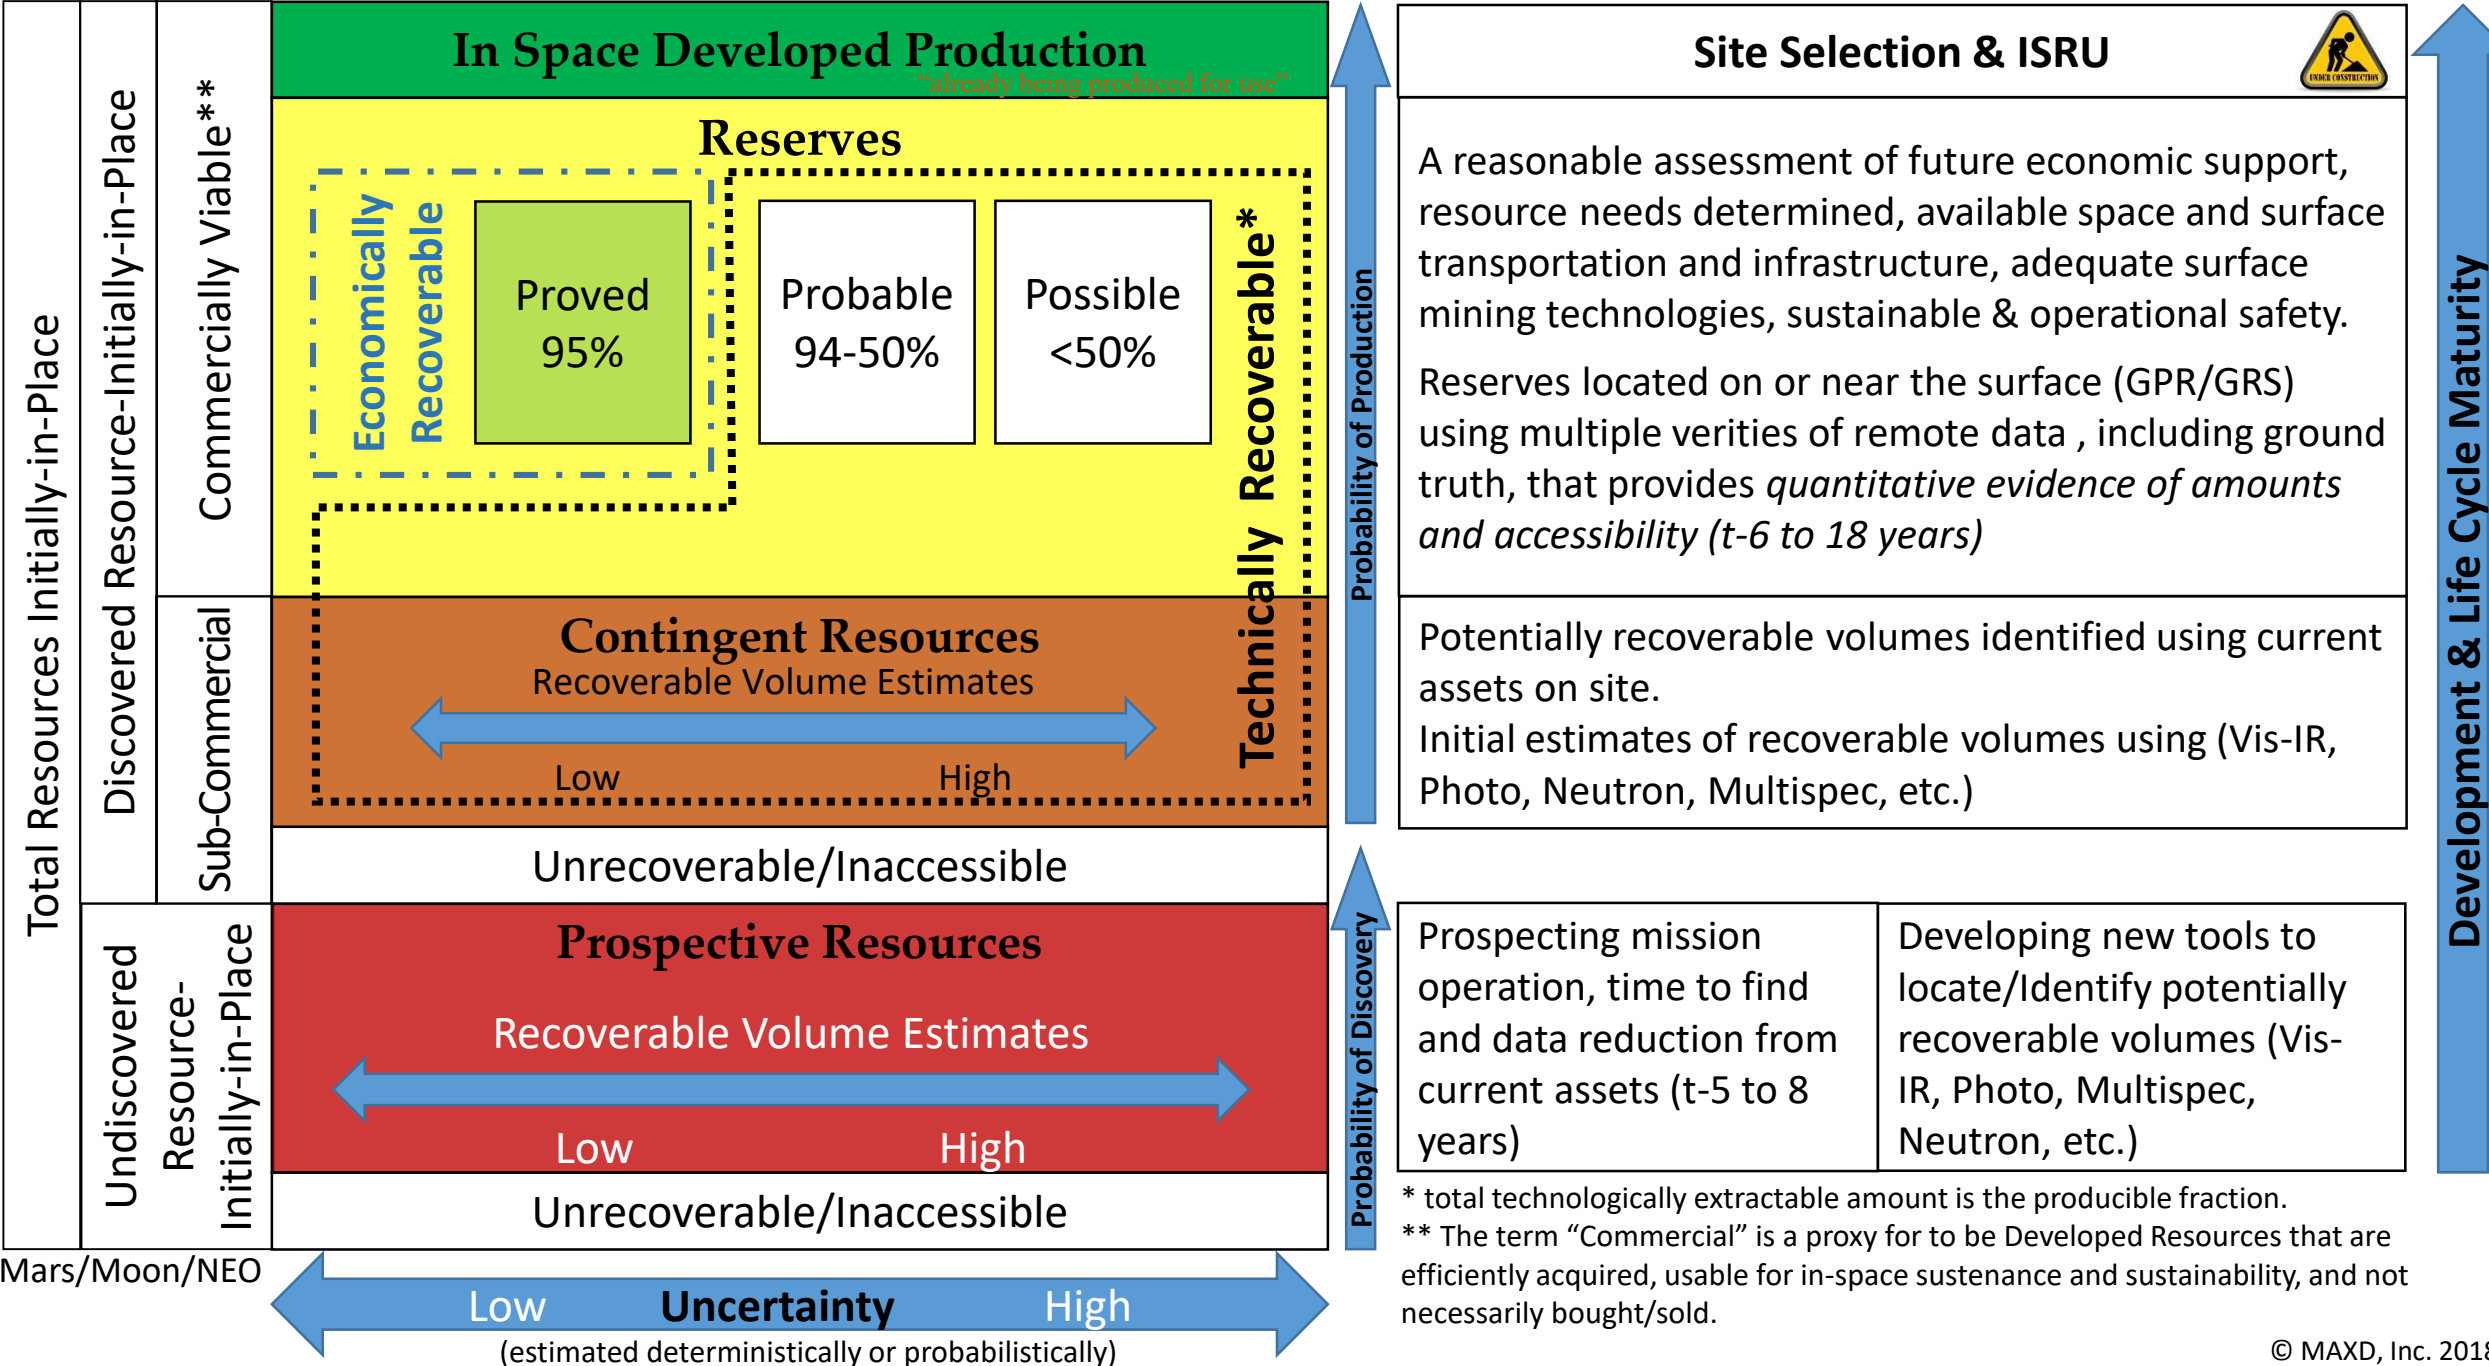 Total Resources Initially-in-Place
Discovered Resource-Initially-in-Place
Commercially Viable**
Sub-Commercial
Undiscovered
Resource-
Initially-in-Place
Mars/Moon/NEO
In Space Developed Production
“already being produced for use”
Reserves
Economically
Recoverable
Proved
95%
Probable
94-50%
Possible
<50%
Technically Recoverable*
Contingent Resources
Recoverable Volume Estimates
Low High
Unrecoverable/Inaccessible
Prospective Resources
Recoverable Volume Estimates
Low High
Unrecoverable/Inaccessible
Low Uncertainty High
(estimated deterministically or probabilistically)
Probability of Production
Probability of Discovery
Site Selection & ISRU
UNDER CONSTRUCTION
A reasonable assessment of future economic support,
resource needs determined, available space and surface
transportation and infrastructure, adequate surface
mining technologies, sustainable & operational safety.
Reserves located on or near the surface (GPR/GRS)
using multiple verities of remote data , including ground
truth, that provides quantitative evidence of amounts
and accessibility (t-6 to 18 years)
Potentially recoverable volumes identified using current
assets on site.
Initial estimates of recoverable volumes using (Vis-IR,
Photo, Neutron, Multispec, etc.)
Prospecting mission
operation, time to find
and data reduction from
current assets (t-5 to 8
years)
Developing new tools to
locate/Identify potentially
recoverable volumes (Vis-
IR, Photo, Multispec,
Neutron, etc.)
Development & Life Cycle Maturity
* total technologically extractable amount is the producible fraction.
** The term “Commercial” is a proxy for to be Developed Resources that are
efficiently acquired, usable for in-space sustenance and sustainability, and not
necessarily bought/sold.
© MAXD, Inc. 2018